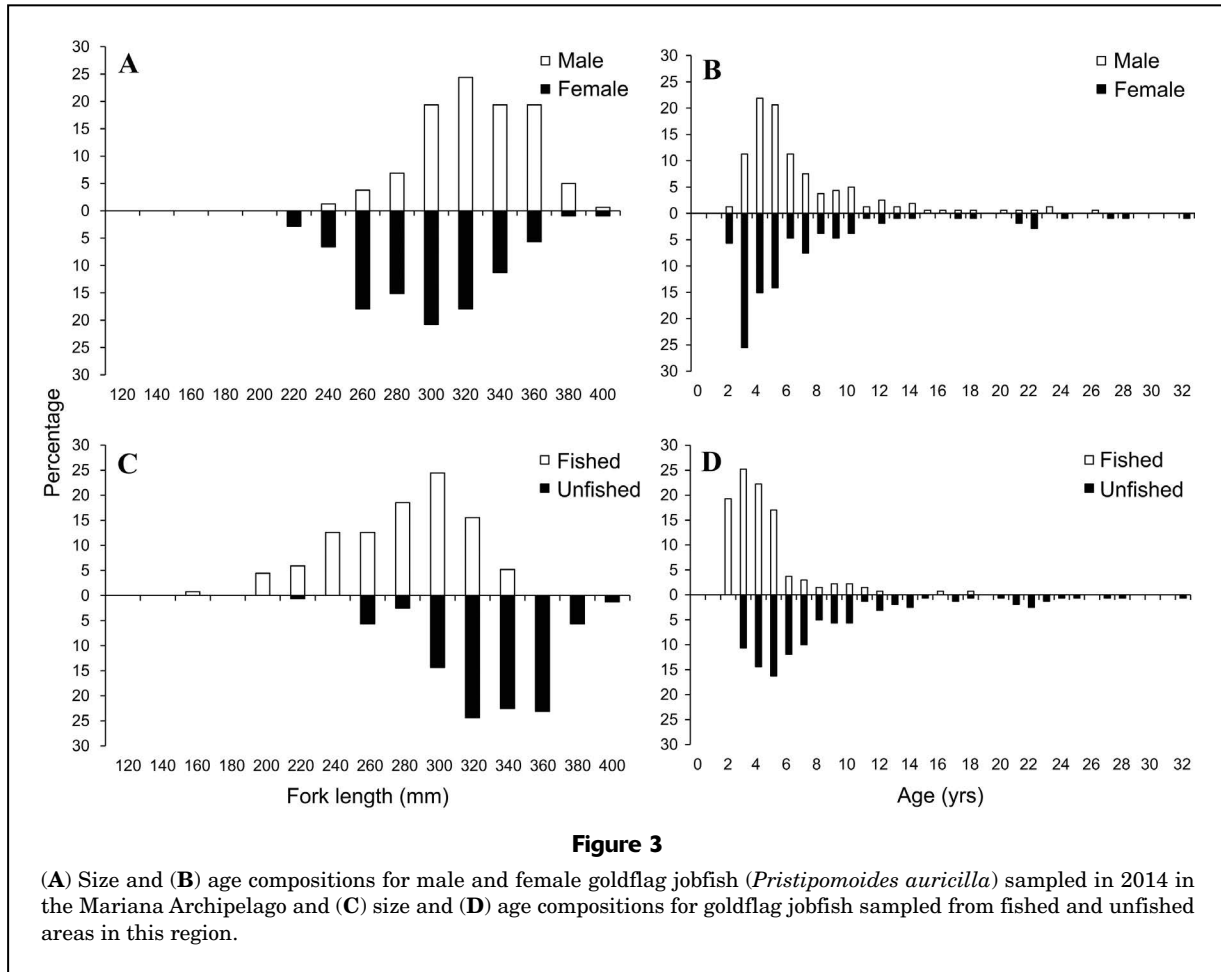 A
Male
Female
30
25
20
15
10
5
0
5
10
15
20
25
30
120 140 160 180 200 220 240 260 280 300 320 340 360 380 400
B
Male
Female
30
25
20
15
10
5
0
5
10
15
20
25
30
0 2 4 6 8 10 12 14 16 18 20 22 24 26 28 30 32
Percentage
C
Fished
Unfished
30
25
20
15
10
5
0
5
10
15
20
25
30
120 140 160 180 200 220 240 260 280 300 320 340 360 380 400
Fork length (mm)
D
Fished
Unfished
30
25
20
15
10
5
0
5
10
15
20
25
30
0 2 4 6 8 10 12 14 16 18 20 22 24 26 28 30 32
Age (yrs)
Figure 3
(A) Size and (B) age compositions for male and female goldflag jobfish (Pristipomoides auricilla) sampled in 2014 in
the Mariana Archipelago and (C) size and (D) age compositions for goldflag jobfish sampled from fished and unfished
areas in this region.